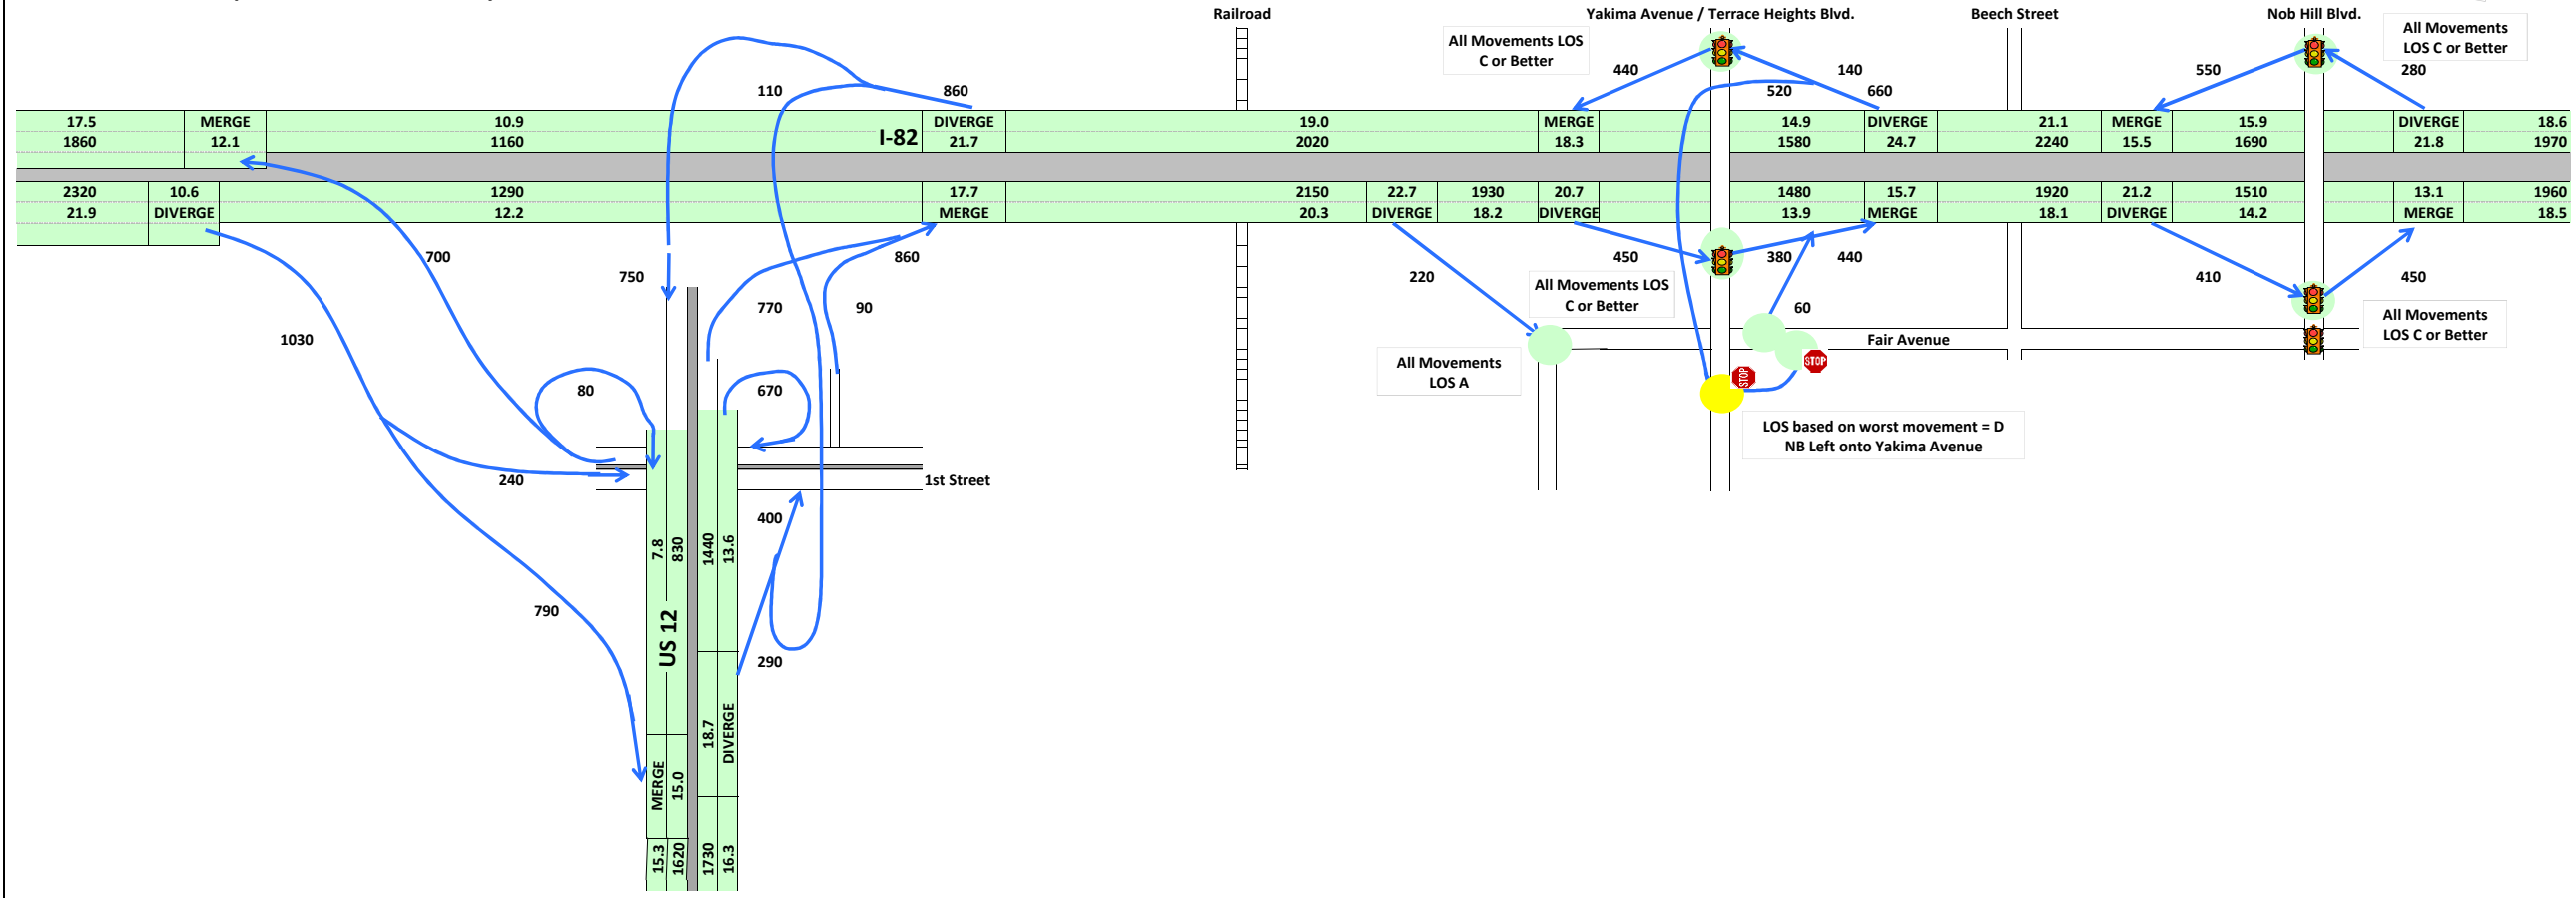 Railroad
Yakima Avenue / Terrace Heights Blvd.
Beech Street
Nob Hill Blvd.
All Movements LOS
C or Better
All Movements
LOS C or Better
440
140
550
280
110
860
520
660
17.5
MERGE
10.9
DIVERGE
19.0
MERGE
14.9
DIVERGE
21.1
MERGE
15.9
DIVERGE
18.6
1860
12.1
1160
I-82
21.7
2020
18.3
1580
24.7
2240
15.5
1690
21.8
1970
2320
10.6
1290
17.7
2150
22.7
1930
20.7
1480
15.7
1920
21.2
1510
13.1
1960
21.9
DIVERGE
12.2
MERGE
20.3
DIVERGE
18.2
DIVERGE
13.9
MERGE
18.1
DIVERGE
14.2
MERGE
18.5
700
750
860
220
450
380
440
410
450
All Movements LOS
C or Better
770
90
60
All Movements
LOS C or Better
1030
Fair Avenue
All Movements
LOS A
STOP
STOP
80
670
LOS based on worst movement = D
NB Left onto Yakima Avenue
240
1st Street
400
7.8
830
1440
13.6
790
US 12
290
18.7
DIVERGE
MERGE
15.0
15.3
1620
1730
16.3